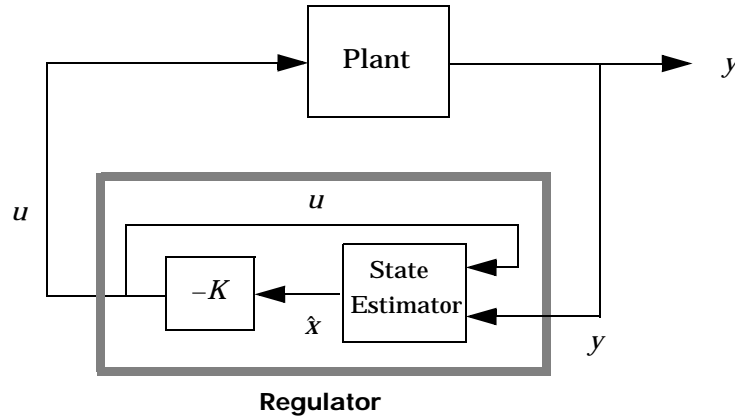 Plant
y
u
u
–K
x̂
State
Estimator
y
Regulator